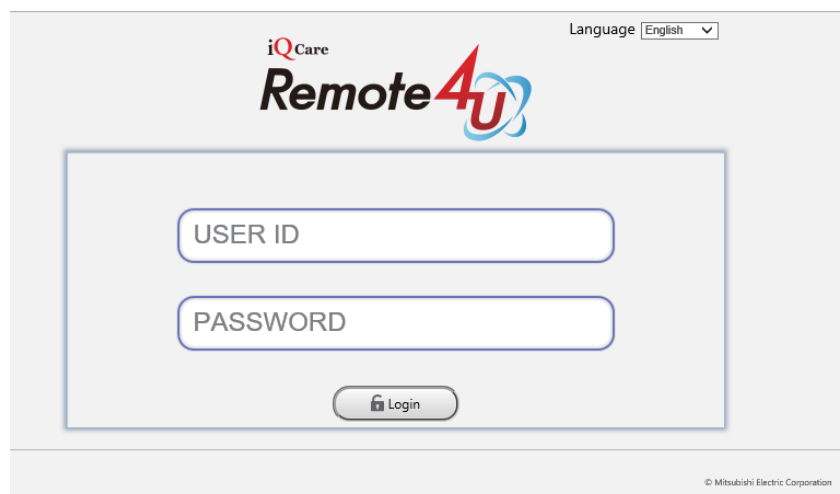 Language English
iQ Care
Remote4U
USER ID
PASSWORD
Login
© Mitsubishi Electric Corporation